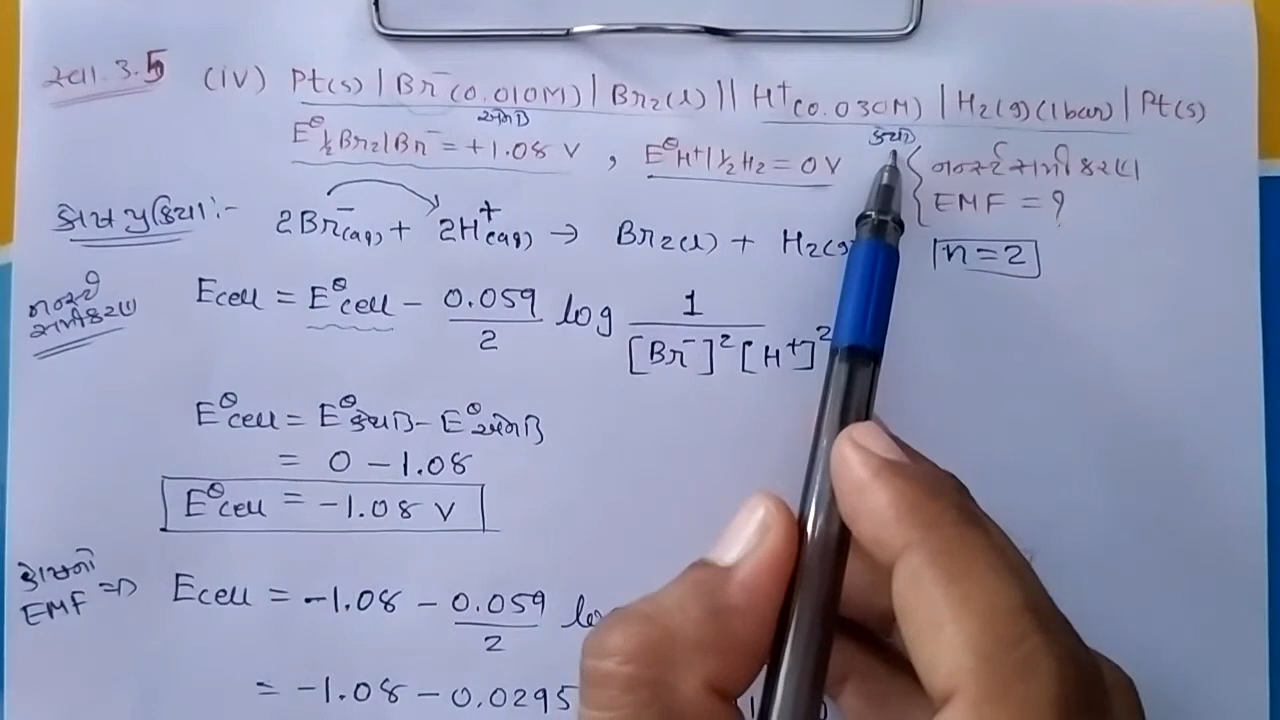 સ્વા. 3.5 (iv) Pt(s) | Br⁻(0.010M) | Br₂(l) || H⁺(0.030M) | H₂(g)(1bar) | Pt(s)
એનોડ કેથોડ
E⊖½Br₂|Br⁻ = +1.08 V , E⊖H⁺|½H₂ = 0V { નર્ન્સ્ટ સમીકરણ
EMF = ?
કોષ પ્રક્રિયા:- 2Br⁻(aq) + 2H⁺(aq) → Br₂(l) + H₂(g n = 2
નર્ન્સ્ટ સમીકરણ Ecell = E⊖cell - 0.059/2 log 1/[Br⁻]²[H⁺]²
E⊖cell = E⊖કેથોડ - E⊖એનોડ
= 0 - 1.08
E⊖cell = -1.08 V
કોષનો EMF ⇒ Ecell = -1.08 - 0.059/2
= -1.08 - 0.0295